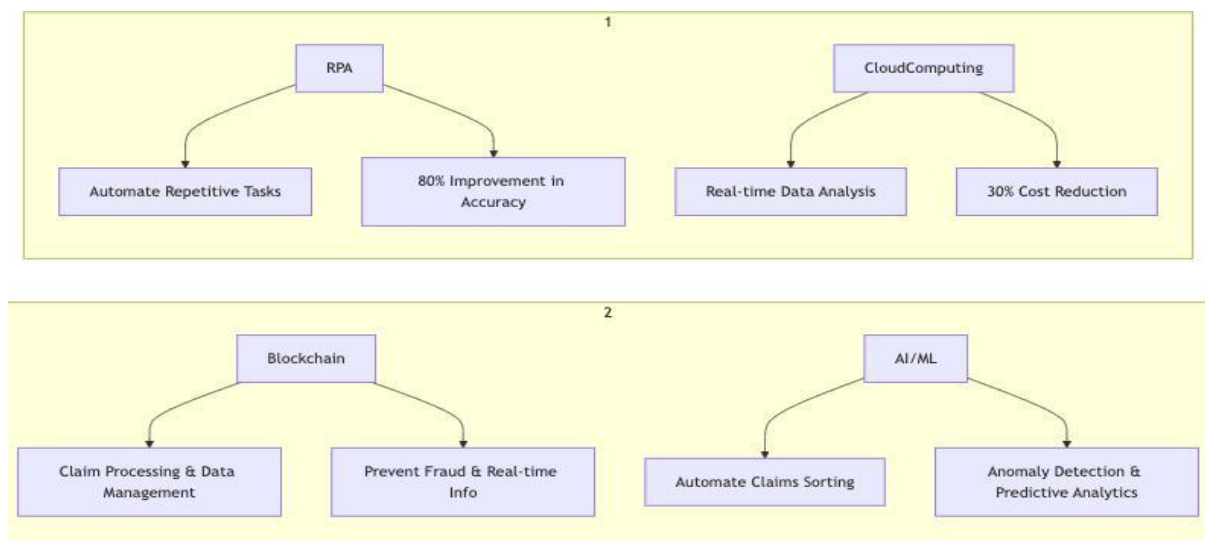 1
RPA
CloudComputing
Automate Repetitive Tasks
80% Improvement in
Accuracy
Real-time Data Analysis
30% Cost Reduction
2
Blockchain
AI/ML
Claim Processing & Data
Management
Prevent Fraud & Real-time
Info
Automate Claims Sorting
Anomaly Detection &
Predictive Analytics